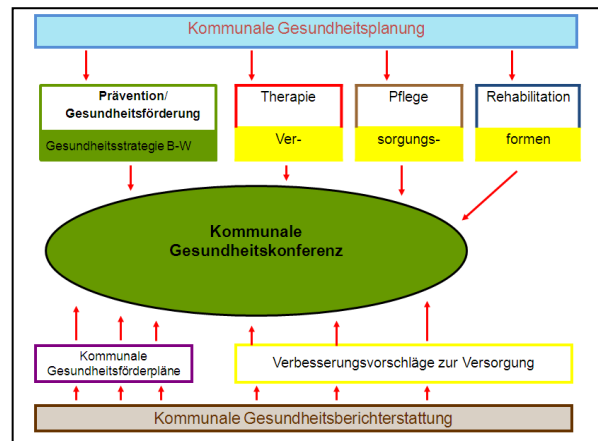 Kommunale Gesundheitsplanung
Prävention/
Gesundheitsförderung
Gesundheitsstrategie B-W
Therapie
Ver-
Pflege
sorgungs-
Rehabilitation
formen
Kommunale
Gesundheitskonferenz
Kommunale
Gesundheitsförderpläne
Verbesserungsvorschläge zur Versorgung
Kommunale Gesundheitsberichterstattung